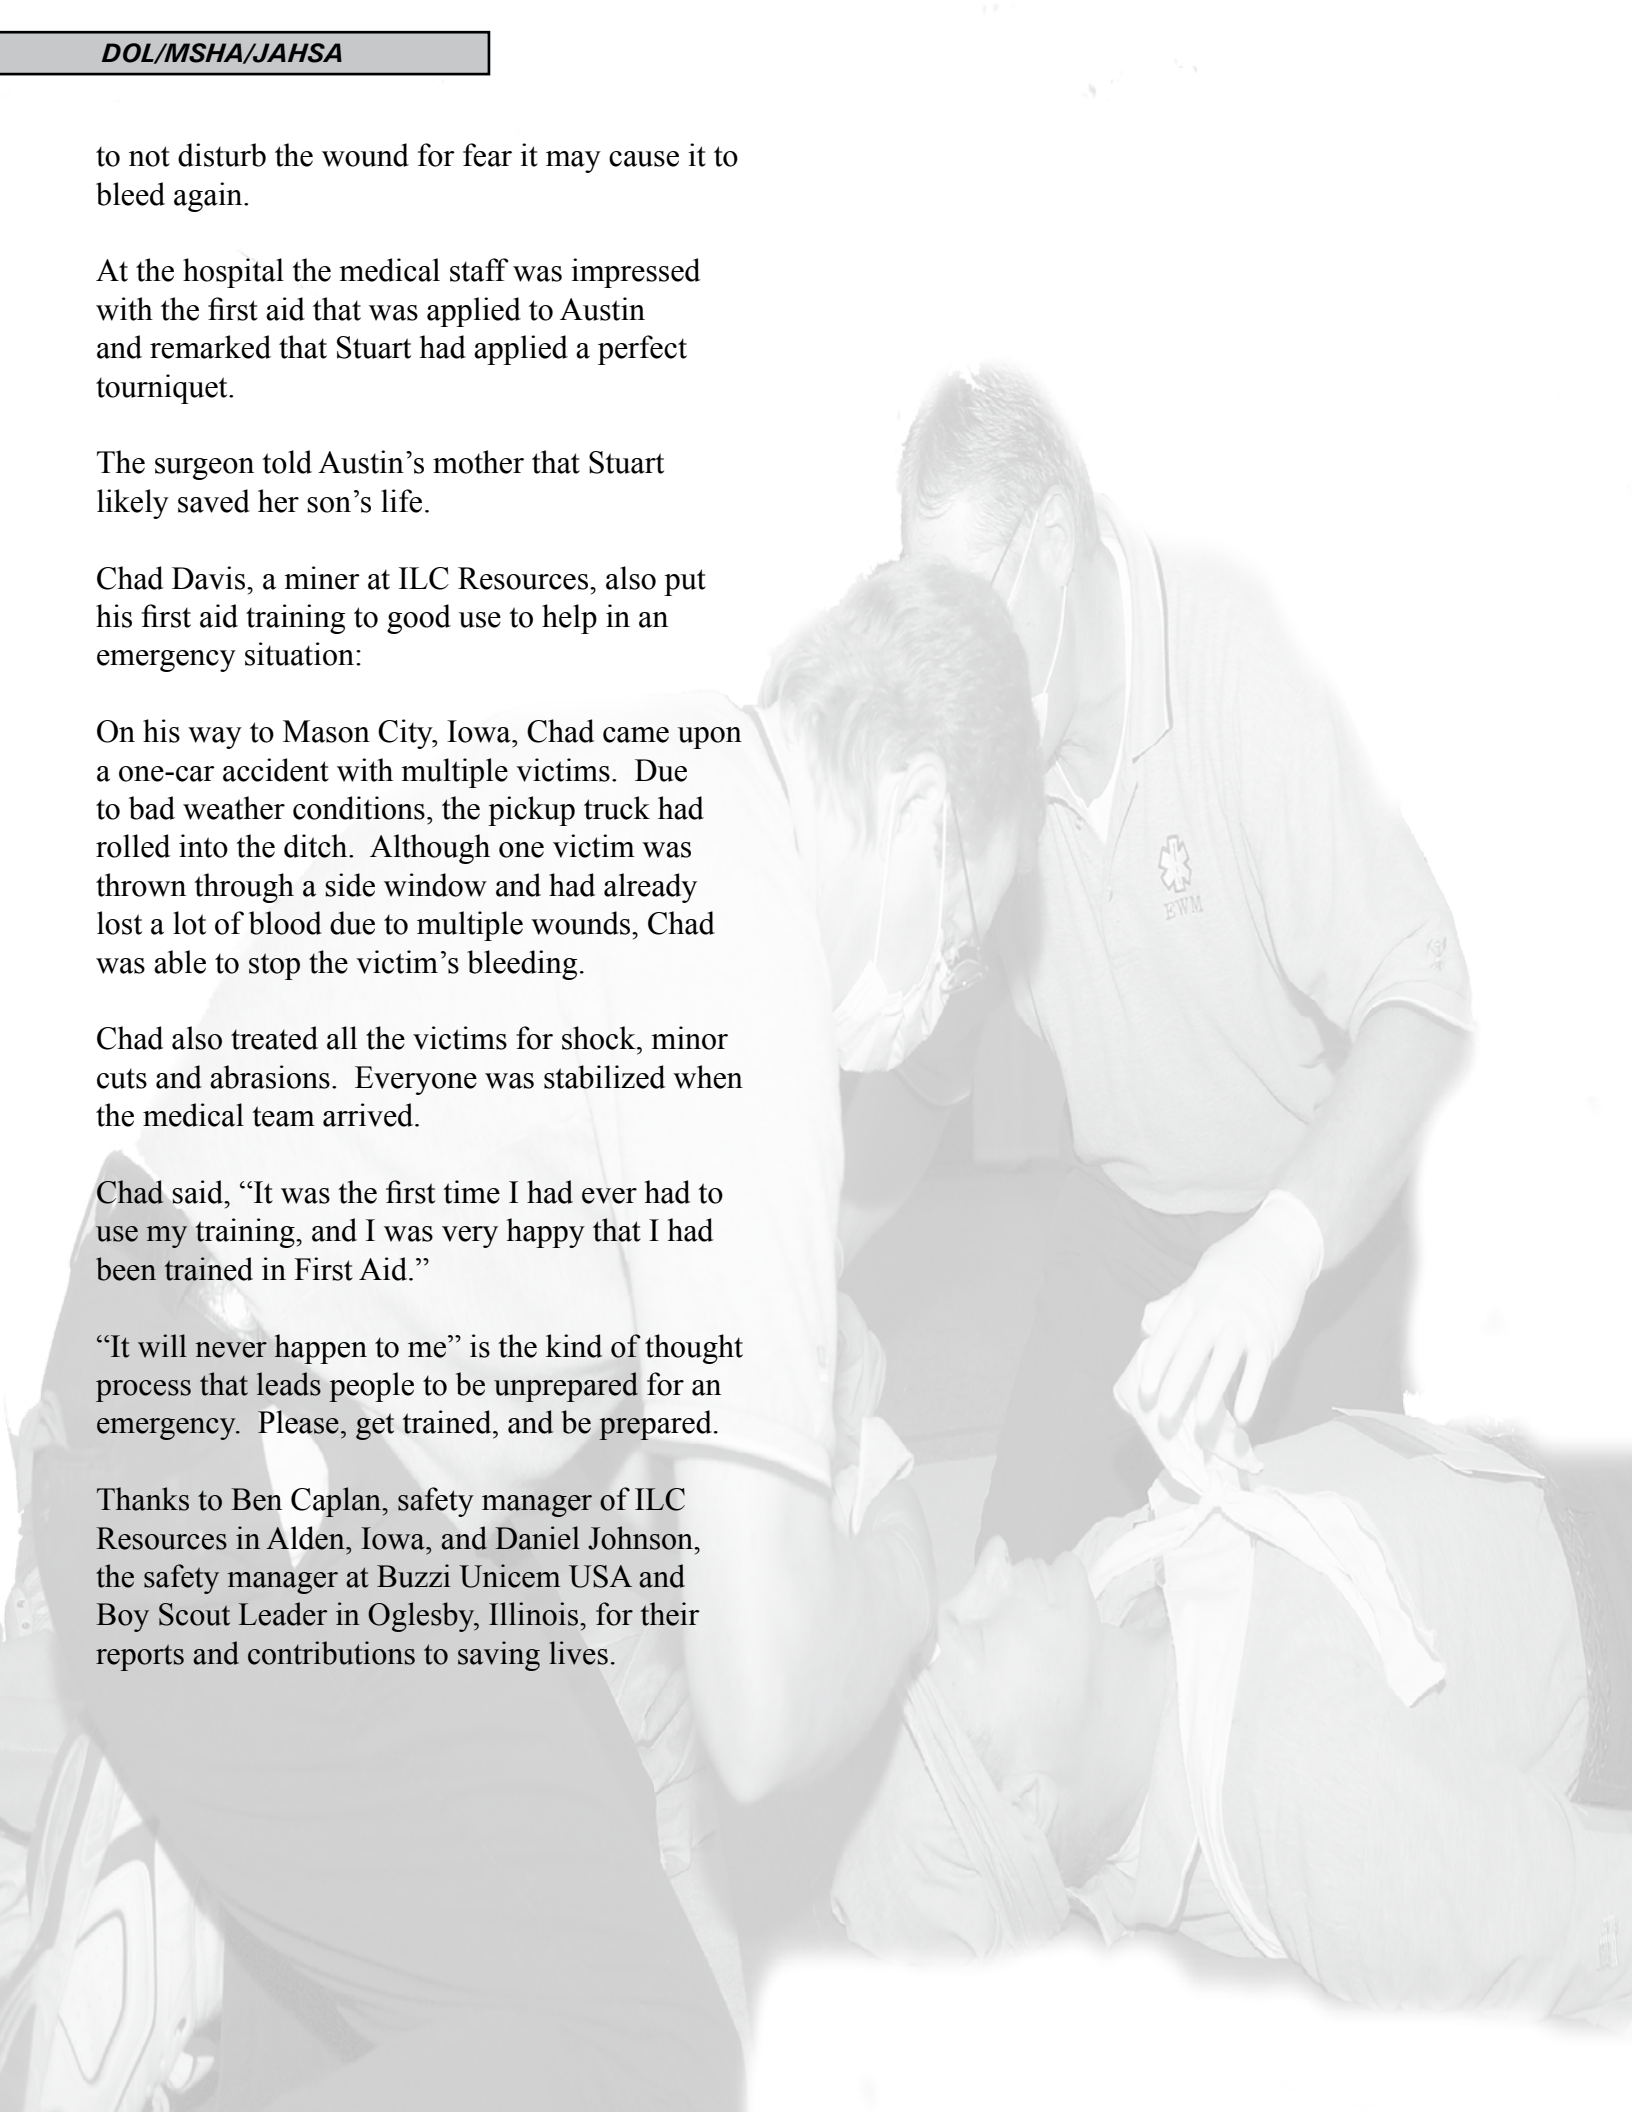 DOL/MSHA/JAHSA
to not disturb the wound for fear it may cause it to
bleed again.
At the hospital the medical staff was impressed
with the first aid that was applied to Austin
and remarked that Stuart had applied a perfect
tourniquet.
The surgeon told Austin’s mother that Stuart
likely saved her son’s life.
Chad Davis, a miner at ILC Resources, also put
his first aid training to good use to help in an
emergency situation:
On his way to Mason City, Iowa, Chad came upon
a one-car accident with multiple victims.  Due
to bad weather conditions, the pickup truck had
rolled into the ditch.  Although one victim was
thrown through a side window and had already
lost a lot of blood due to multiple wounds, Chad
was able to stop the victim’s bleeding.
Chad also treated all the victims for shock, minor
cuts and abrasions.  Everyone was stabilized when
the medical team arrived.
Chad said, “It was the first time I had ever had to
use my training, and I was very happy that I had
been trained in First Aid.”
“It will never happen to me” is the kind of thought
process that leads people to be unprepared for an
emergency.  Please, get trained, and be prepared.
Thanks to Ben Caplan, safety manager of ILC
Resources in Alden, Iowa, and Daniel Johnson,
the safety manager at Buzzi Unicem USA and
Boy Scout Leader in Oglesby, Illinois, for their
reports and contributions to saving lives.
EWM